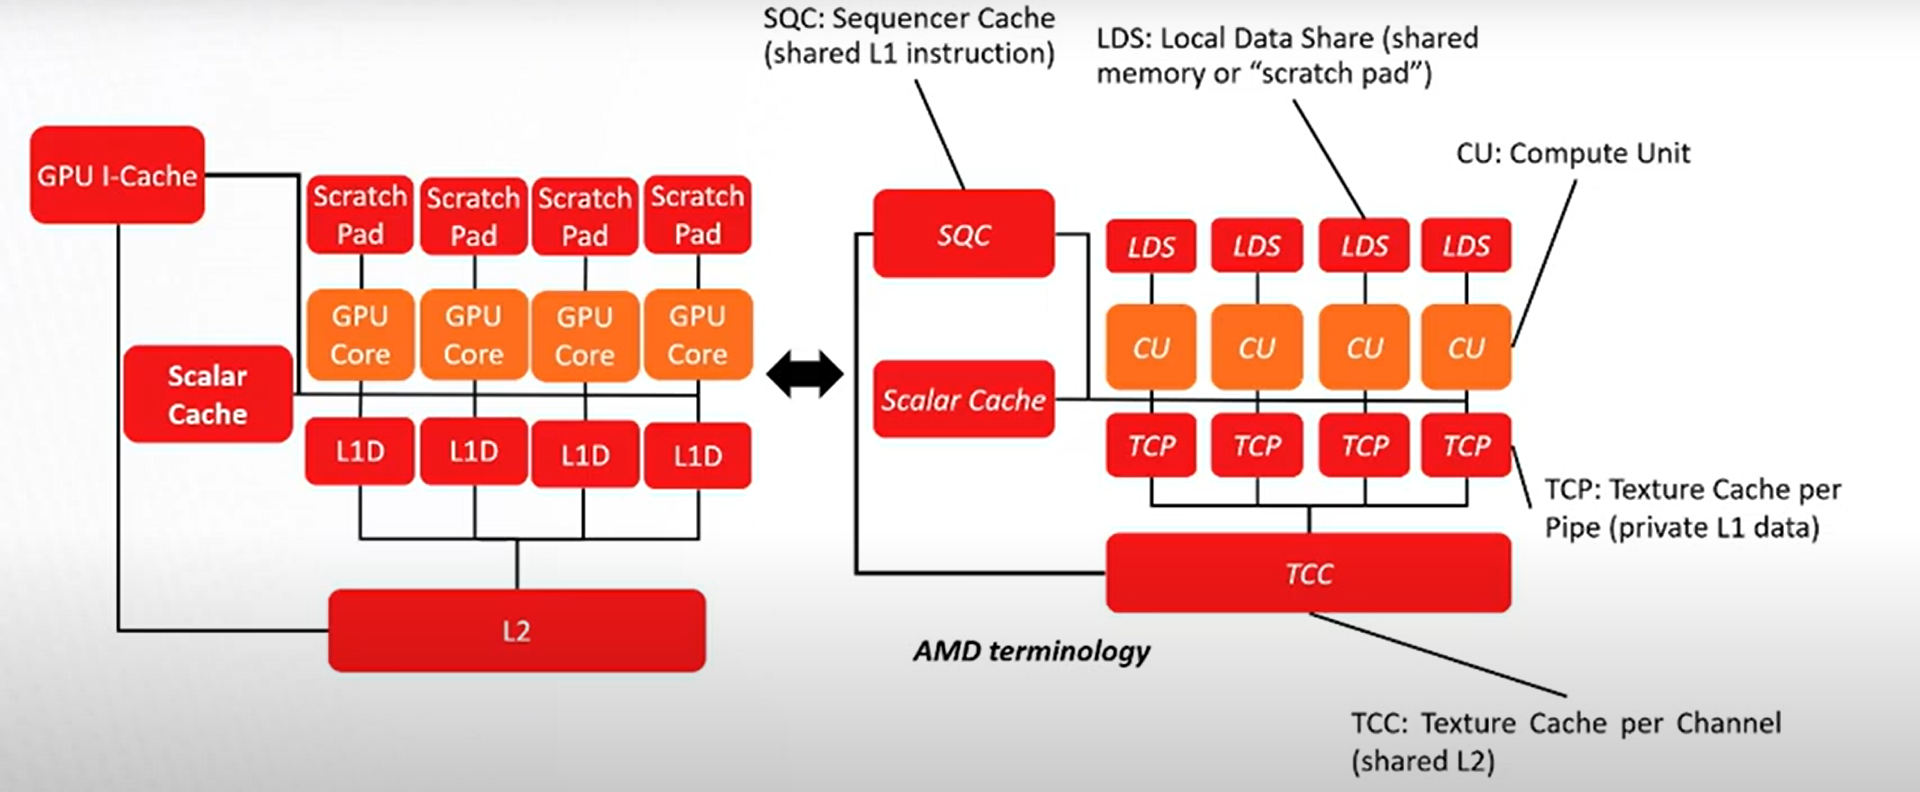 SQC: Sequencer Cache
(shared L1 instruction)
LDS: Local Data Share (shared
memory or “scratch pad”)
CU: Compute Unit
GPU I-Cache
Scratch
Pad
Scratch
Pad
Scratch
Pad
Scratch
Pad
GPU
Core
GPU
Core
GPU
Core
GPU
Core
Scalar
Cache
L1D
L1D
L1D
L1D
L2
SQC
LDS
LDS
LDS
LDS
CU
CU
CU
CU
Scalar Cache
TCP
TCP
TCP
TCP
TCP: Texture Cache per
Pipe (private L1 data)
TCC
AMD terminology
TCC: Texture Cache per Channel
(shared L2)